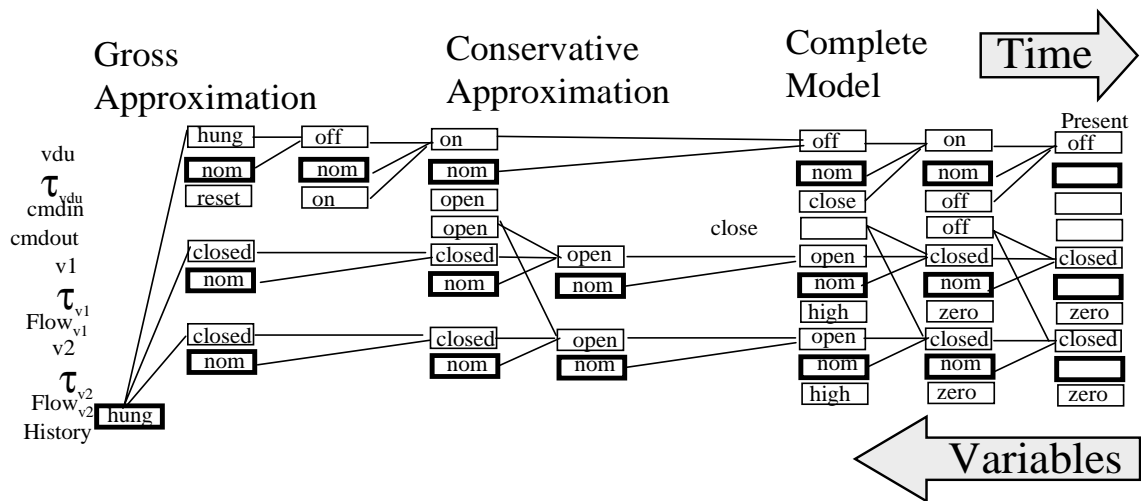 Gross
Approximation
Conservative
Approximation
Complete
Model
Time
Present
vdu
τvdu
cmdin
cmdout
v1
τv1
Flowv1
v2
τv2
Flowv2
History
hung off on off on off
nom nom nom nom nom
reset on open close off
open close off
closed closed open open closed closed
nom nom nom nom nom
high zero zero
closed closed open open closed closed
nom nom nom nom nom
high zero zero
hung
Variables